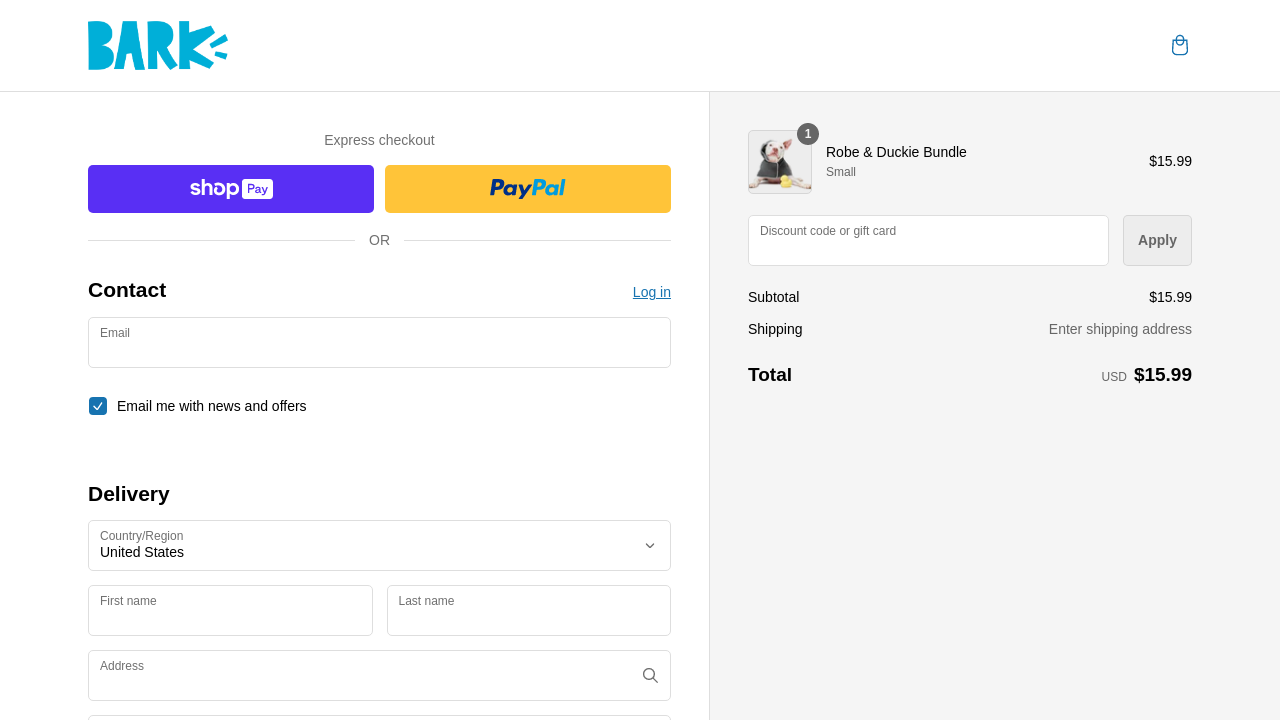 BARK
Express checkout
shop Pay
PayPal
OR
Contact
Log in
Email
Email me with news and offers
Delivery
Country/Region
United States
First name
Last name
Address
1
Robe & Duckie Bundle
Small
$15.99
Discount code or gift card
Apply
Subtotal
$15.99
Shipping
Enter shipping address
Total
USD $15.99